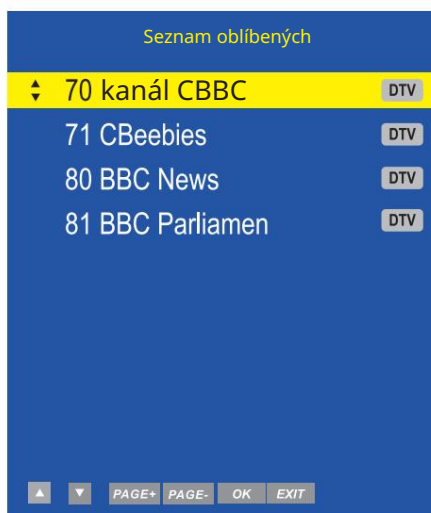 Seznam oblíbených
70 kanál CBBC DTV
71 CBeebies DTV
80 BBC News DTV
81 BBC Parliamen DTV
PAGE+ PAGE- OK EXIT